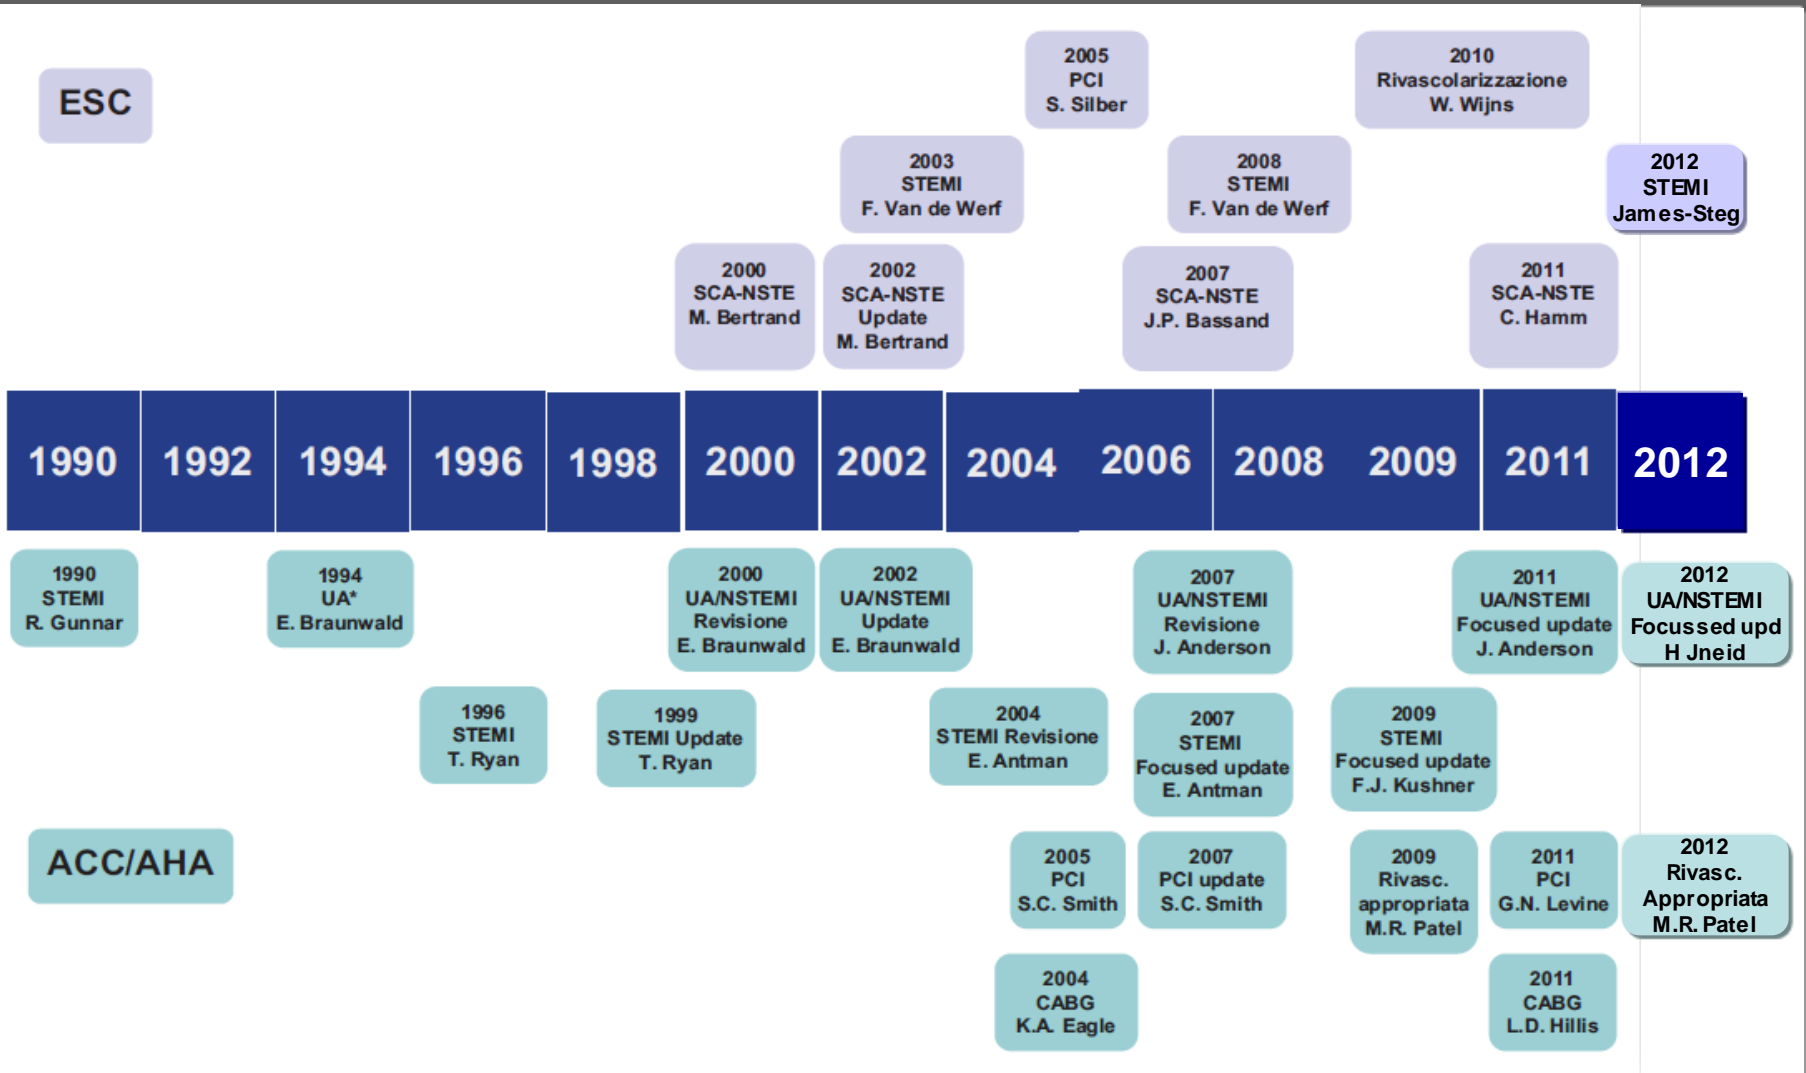 ESC
2005
PCI
S. Silber
2010
Rivascolarizzazione
W. Wijns
2003
STEMI
F. Van de Werf
2008
STEMI
F. Van de Werf
2012
STEMI
James-Steg
2000
SCA-NSTE
M. Bertrand
2002
SCA-NSTE
Update
M. Bertrand
2007
SCA-NSTE
J.P. Bassand
2011
SCA-NSTE
C. Hamm
1990
1992
1994
1996
1998
2000
2002
2004
2006
2008
2009
2011
2012
1990
STEMI
R. Gunnar
1994
UA*
E. Braunwald
2000
UA/NSTEMI
Revisione
E. Braunwald
2002
UA/NSTEMI
Update
E. Braunwald
2007
UA/NSTEMI
Revisione
J. Anderson
2011
UA/NSTEMI
Focused update
J. Anderson
2012
UA/NSTEMI
Focussed upd
H Jneid
1996
STEMI
T. Ryan
1999
STEMI Update
T. Ryan
2004
STEMI Revisione
E. Antman
2007
STEMI
Focused update
E. Antman
2009
STEMI
Focused update
F.J. Kushner
ACC/AHA
2005
PCI
S.C. Smith
2007
PCI update
S.C. Smith
2009
Rivasc.
appropriata
M.R. Patel
2011
PCI
G.N. Levine
2012
Rivasc.
Appropriata
M.R. Patel
2004
CABG
K.A. Eagle
2011
CABG
L.D. Hillis